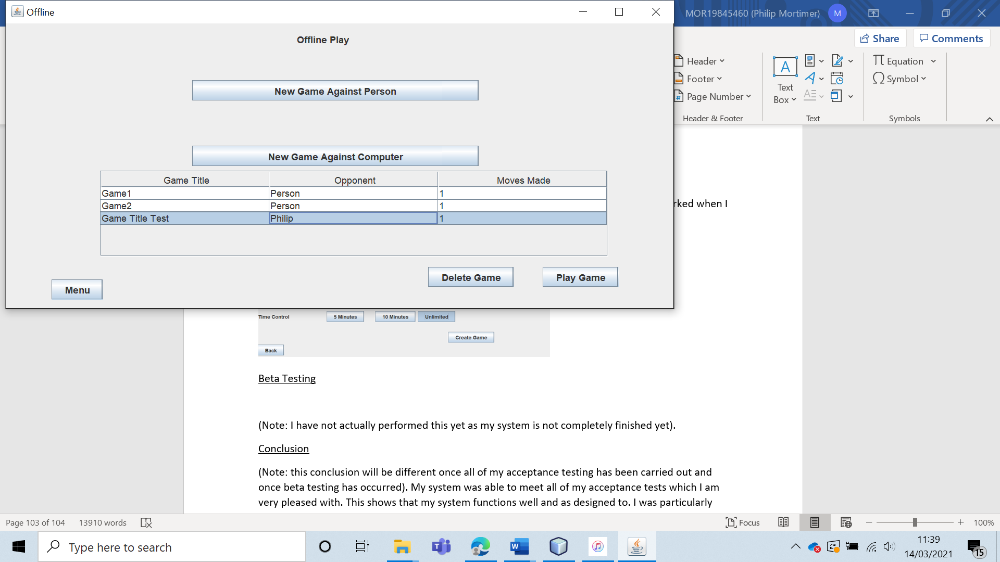 Offline
MOR19845460 (Philip Mortimer)
M
Share
Comments
Offline Play
New Game Against Person
New Game Against Computer
Game Title Opponent Moves Made
Game1 Person 1
Game2 Person 1
Game Title Test Philip 1
Delete Game
Play Game
Menu
Header
Footer
Page Number
Header & Footer
A
Text
Box
Text
Equation
Symbol
Symbols
rked when I
Time Control 5 Minutes 10 Minutes Unlimited
Create Game
Back
Beta Testing
(Note: I have not actually performed this yet as my system is not completely finished yet).
Conclusion
(Note: this conclusion will be different once all of my acceptance testing has been carried out and
once beta testing has occurred). My system was able to meet all of my acceptance tests which I am
very pleased with. This shows that my system functions well and as designed to. I was particularly
Page 103 of 104 13910 words
Focus
100%
Type here to search
11:39
14/03/2021
15